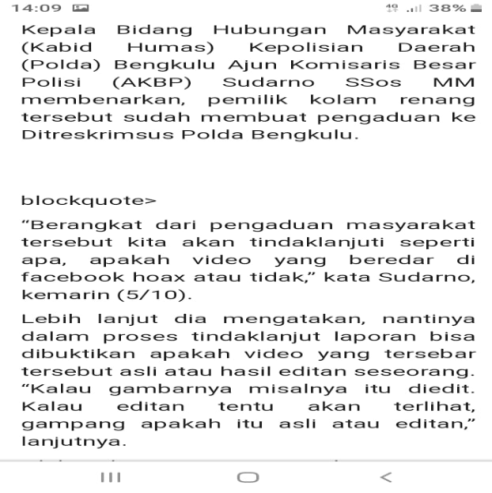 14:09
4G 38%
Kepala Bidang Hubungan Masyarakat
(Kabid Humas) Kepolisian Daerah
(Polda) Bengkulu Ajun Komisaris Besar
Polisi (AKBP) Sudarno SSos MM
membenarkan, pemilik kolam renang
tersebut sudah membuat pengaduan ke
Ditreskrimsus Polda Bengkulu.
blockquote>
“Berangkat dari pengaduan masyarakat
tersebut kita akan tindaklanjuti seperti
apa, apakah video yang beredar di
facebook hoax atau tidak,” kata Sudarno,
kemarin (5/10).
Lebih lanjut dia mengatakan, nantinya
dalam proses tindaklanjut laporan bisa
dibuktikan apakah video yang tersebar
tersebut asli atau hasil editan seseorang.
“Kalau gambarnya misalnya itu diedit.
Kalau editan tentu akan terlihat,
gampang apakah itu asli atau editan,”
lanjutnya.